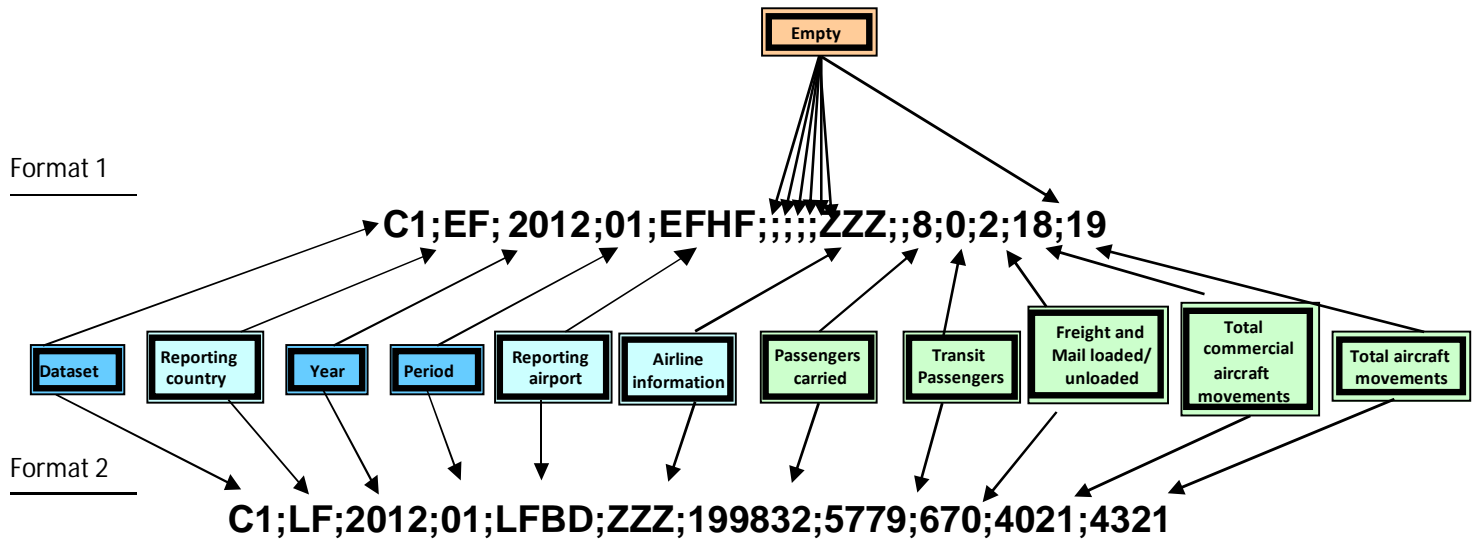 Empty
Format 1
C1;EF; 2012;01;EFHF;;;;;ZZZ;;8;0;2;18;19
Dataset
Reporting
country
Year
Period
Reporting
airport
Airline
information
Passengers
carried
Transit
Passengers
Freight and
Mail loaded/
unloaded
Total
commercial
aircraft
movements
Total aircraft
movements
Format 2
C1;LF;2012;01;LFBD;ZZZ;199832;5779;670;4021;4321